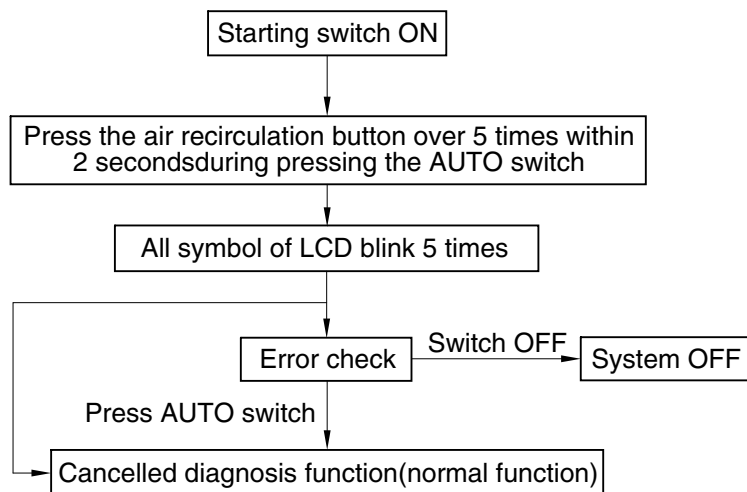 Starting switch ON
Press the air recirculation button over 5 times within
2 secondsduring pressing the AUTO switch
All symbol of LCD blink 5 times
Error check
Switch OFF
System OFF
Press AUTO switch
Cancelled diagnosis function(normal function)